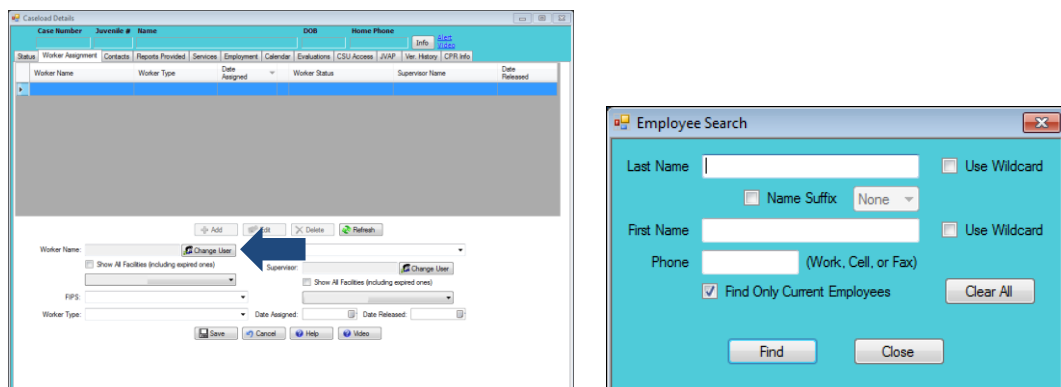 Caseload Details
Case Number Juvenile # Name DOB Home Phone
Info Alert
Video
Status Worker Assignment Contacts Reports Provided Services Employment Calendar Evaluations CSU Access JVAP Ver. History CPR Info
Worker Name Worker Type Date Assigned Worker Status Supervisor Name Date Released
Add Edit Delete Refresh
Worker Name: Change User
Show All Facilities (including expired ones)
Supervisor: Change User
Show All Facilities (including expired ones)
FIPS:
Worker Type: Date Assigned: Date Released:
Save Cancel Help Video
Employee Search
Last Name Use Wildcard
Name Suffix None
First Name Use Wildcard
Phone (Work, Cell, or Fax)
Find Only Current Employees Clear All
Find Close